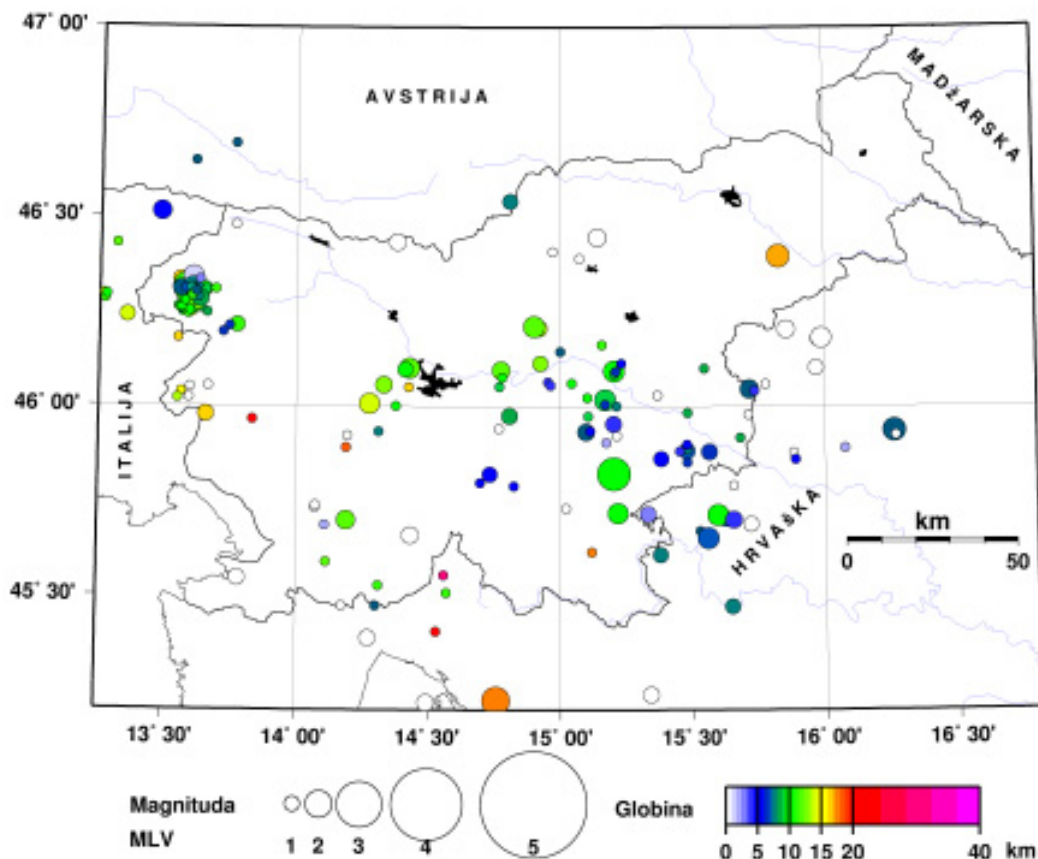 47° 00'
AVSTRIJA
MADŽARSKA
46° 30'
46° 00'
ITALIJA
HRVAŠKA
km
0 50
45° 30'
13° 30' 14° 00' 14° 30' 15° 00' 15° 30' 16° 00' 16° 30'
Magnituda
MLV
1 2 3 4 5
Globina
0 5 10 15 20 40 km